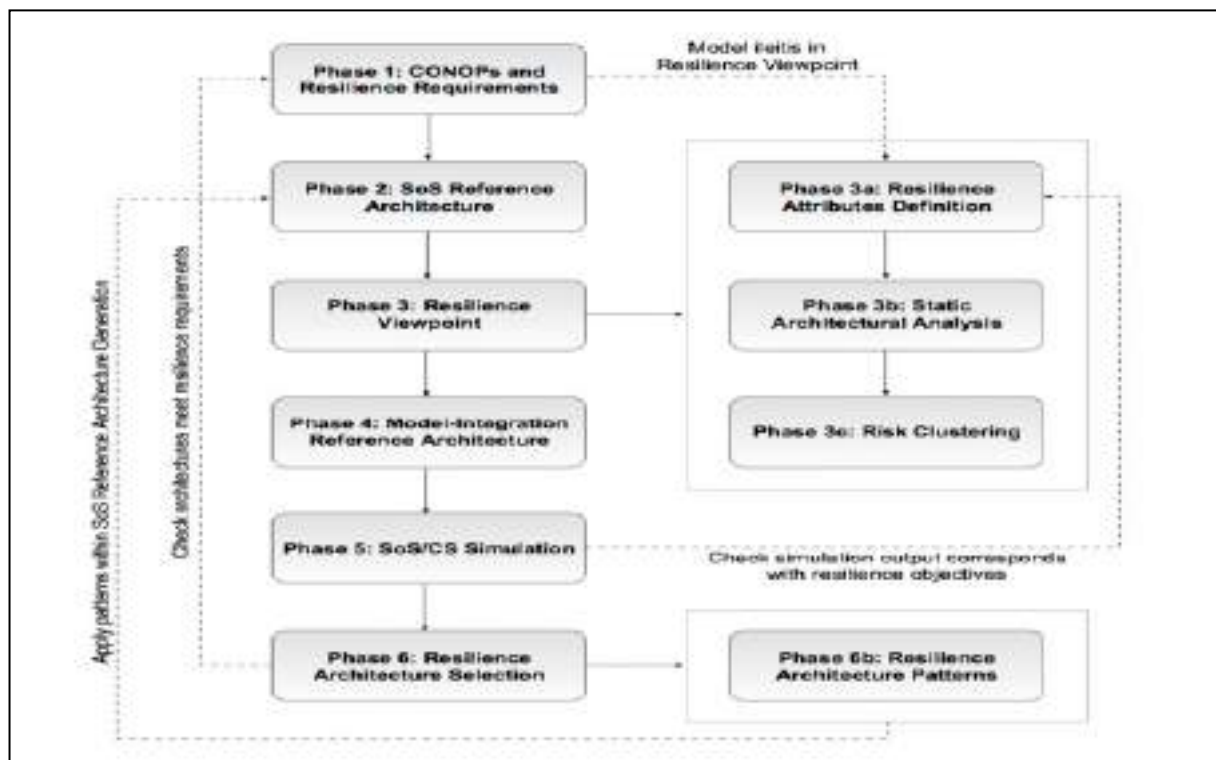 Model ileitis in
Resilience Viewpoint
Phase 1: CONOPs and
Resilience Requirements
Phase 2: SoS Reference
Architecture
Phase 3a: Resilience
Attributes Definition
Phase 3: Resilience
Viewpoint
Phase 3b: Static
Architectural Analysis
Phase 4: Model-Integration
Reference Architecture
Phase 3c: Risk Clustering
Phase 5: SoS/CS Simulation
Check simulation output corresponds
with resilience objectives
Phase 6: Resilience
Architecture Selection
Phase 6b: Resilience
Architecture Patterns
Check architectures meet resilience requirements
Apply patterns within SoS Reference Architecture Generation